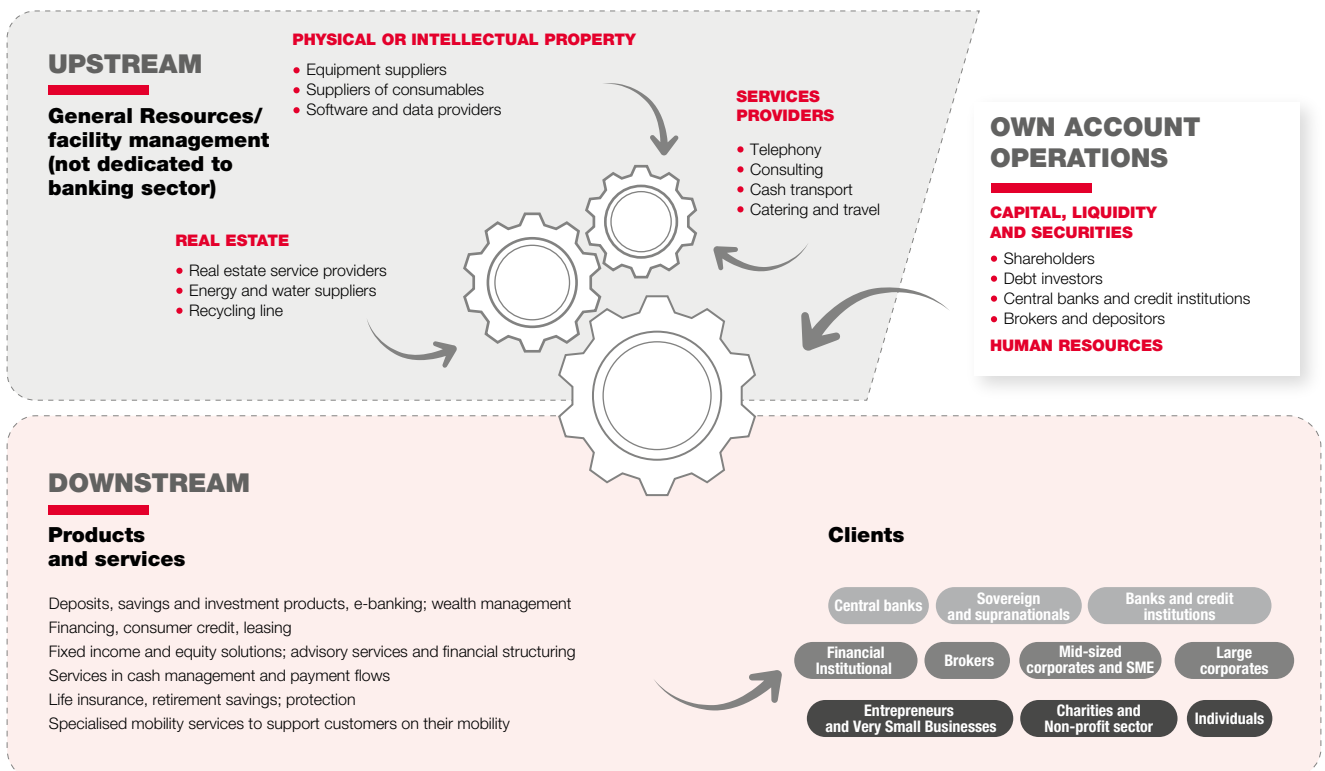 UPSTREAM
General Resources/
facility management
(not dedicated to
banking sector)
PHYSICAL OR INTELLECTUAL PROPERTY
• Equipment suppliers
• Suppliers of consumables
• Software and data providers
SERVICES
PROVIDERS
• Telephony
• Consulting
• Cash transport
• Catering and travel
REAL ESTATE
• Real estate service providers
• Energy and water suppliers
• Recycling line
OWN ACCOUNT
OPERATIONS
CAPITAL, LIQUIDITY
AND SECURITIES
• Shareholders
• Debt investors
• Central banks and credit institutions
• Brokers and depositors
HUMAN RESOURCES
DOWNSTREAM
Products
and services
Deposits, savings and investment products, e-banking; wealth management
Financing, consumer credit, leasing
Fixed income and equity solutions; advisory services and financial structuring
Services in cash management and payment flows
Life insurance, retirement savings; protection
Specialised mobility services to support customers on their mobility
Clients
Central banks
Sovereign
and supranationals
Banks and credit
institutions
Financial
Institutional
Brokers
Mid-sized
corporates and SME
Large
corporates
Entrepreneurs
and Very Small Businesses
Charities and
Non-profit sector
Individuals